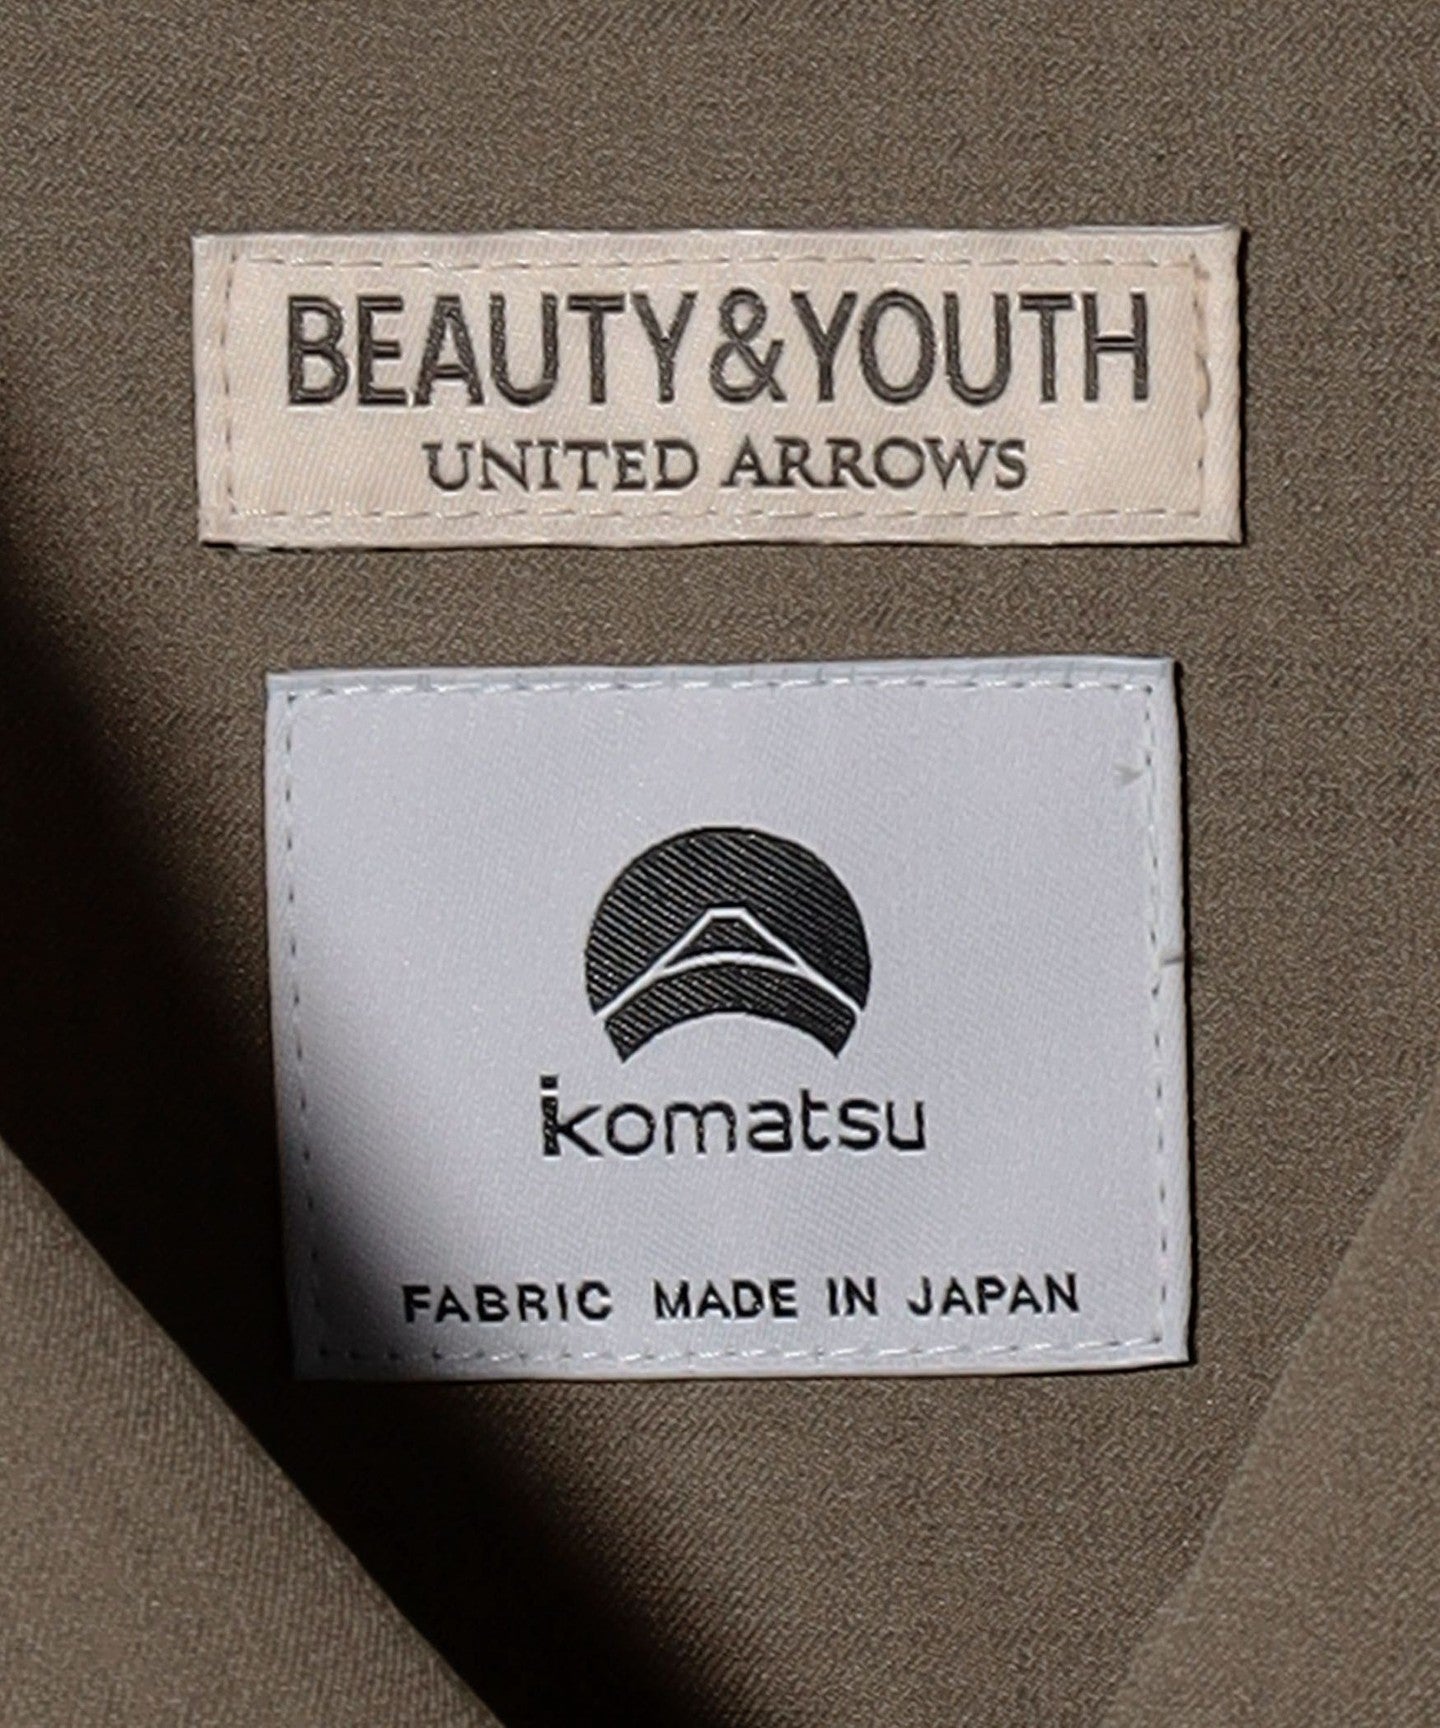 BEAUTY&YOUTH
UNITED ARROWS
komatsu
FABRIC MADE IN JAPAN